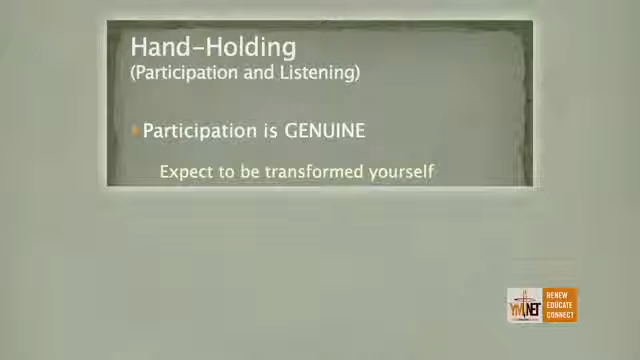 Hand-Holding
(Participation and Listening)
Participation is GENUINE
Expect to be transformed yourself
YMNET
RENEW
EDUCATE
CONNECT